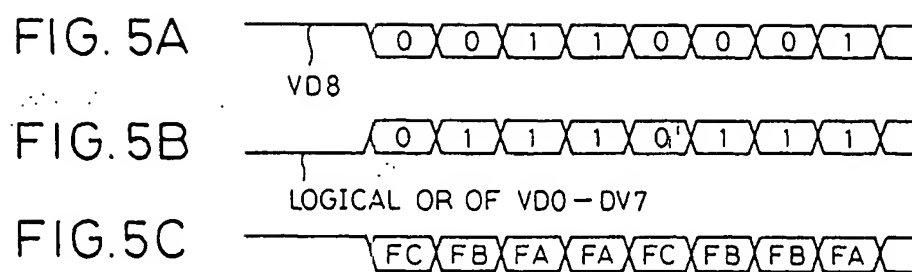 FIG. 5A 0 0 1 1 0 0 0 1
VD8
FIG. 5B 0 1 1 1 0 1 1 1
LOGICAL OR OF VD0-DV7
FIG.5C FC FB FA FA FC FB FB FA